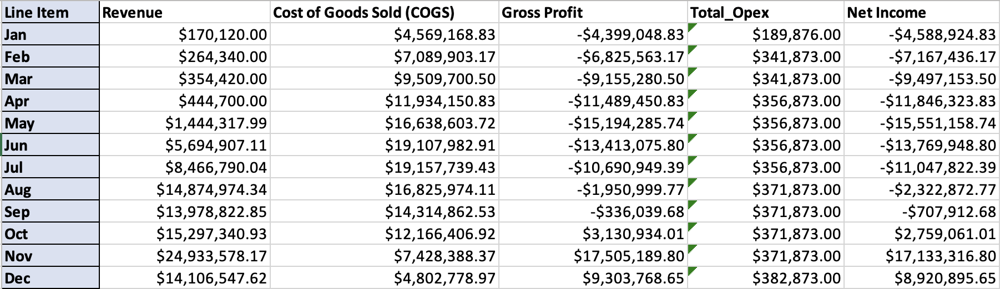 Line Item Revenue Cost of Goods Sold (COGS) Gross Profit Total_Opex Net Income
Jan $170,120.00 $4,569,168.83 -$4,399,048.83 $189,876.00 -$4,588,924.83
Feb $264,340.00 $7,089,903.17 -$6,825,563.17 $341,873.00 -$7,167,436.17
Mar $354,420.00 $9,509,700.50 -$9,155,280.50 $341,873.00 -$9,497,153.50
Apr $444,700.00 $11,934,150.83 -$11,489,450.83 $356,873.00 -$11,846,323.83
May $1,444,317.99 $16,638,603.72 -$15,194,285.74 $356,873.00 -$15,551,158.74
Jun $5,694,907.11 $19,107,982.91 -$13,413,075.80 $356,873.00 -$13,769,948.80
Jul $8,466,790.04 $19,157,739.43 -$10,690,949.39 $356,873.00 -$11,047,822.39
Aug $14,874,974.34 $16,825,974.11 -$1,950,999.77 $371,873.00 -$2,322,872.77
Sep $13,978,822.85 $14,314,862.53 -$336,039.68 $371,873.00 -$707,912.68
Oct $15,297,340.93 $12,166,406.92 $3,130,934.01 $371,873.00 $2,759,061.01
Nov $24,933,578.17 $7,428,388.37 $17,505,189.80 $371,873.00 $17,133,316.80
Dec $14,106,547.62 $4,802,778.97 $9,303,768.65 $382,873.00 $8,920,895.65